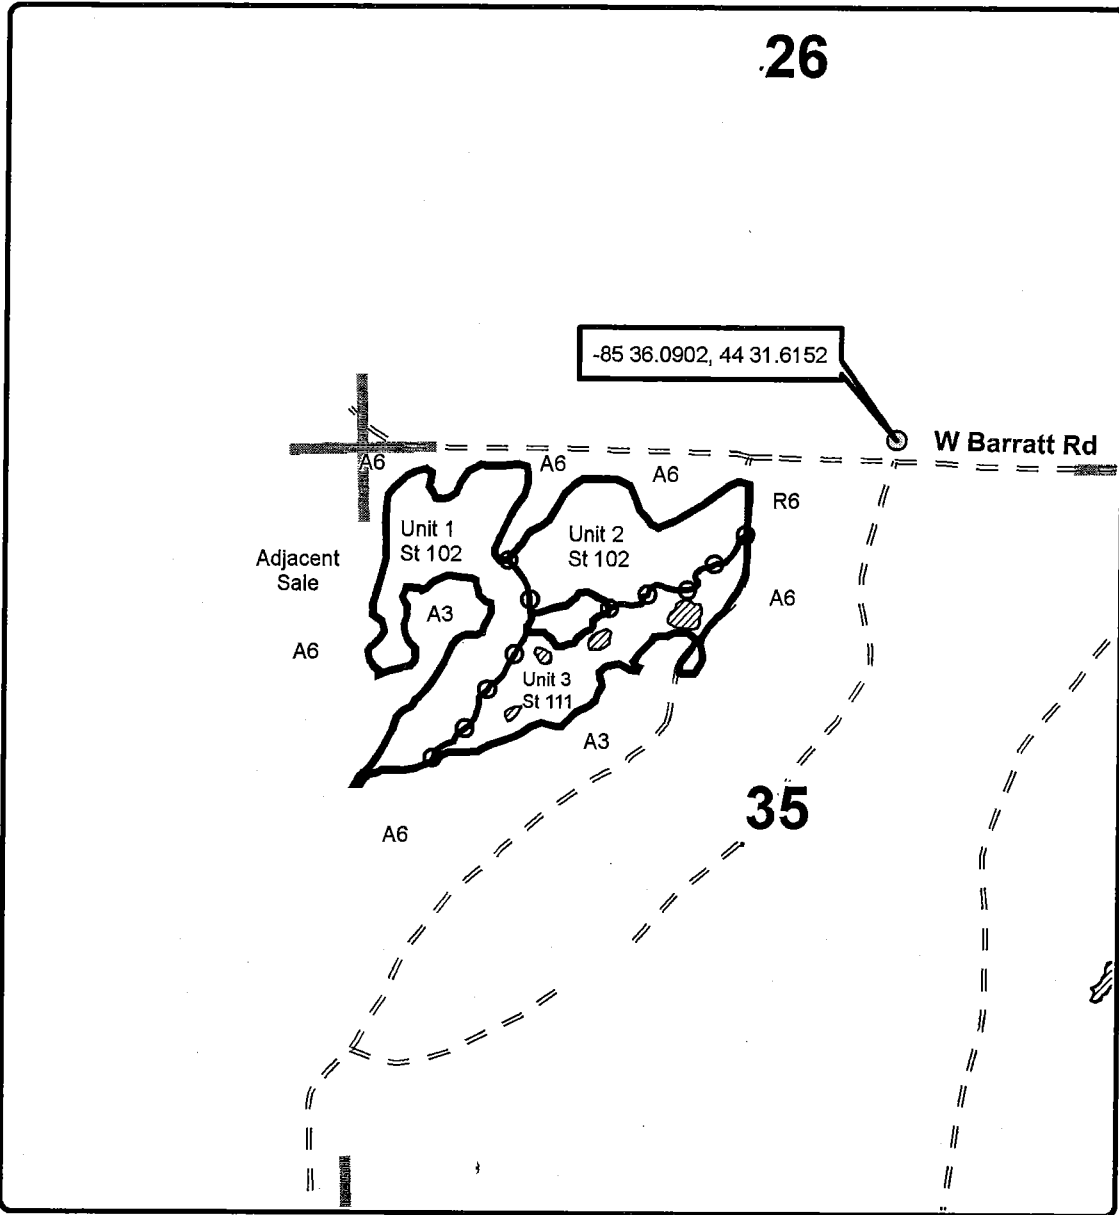 26
-85 36.0902, 44 31.6152
W Barratt Rd
A6
A6
A6
R6
Unit 1
St 102
Unit 2
St 102
Adjacent
Sale
A3
A6
A6
Unit 3
St 111
A3
35
A6